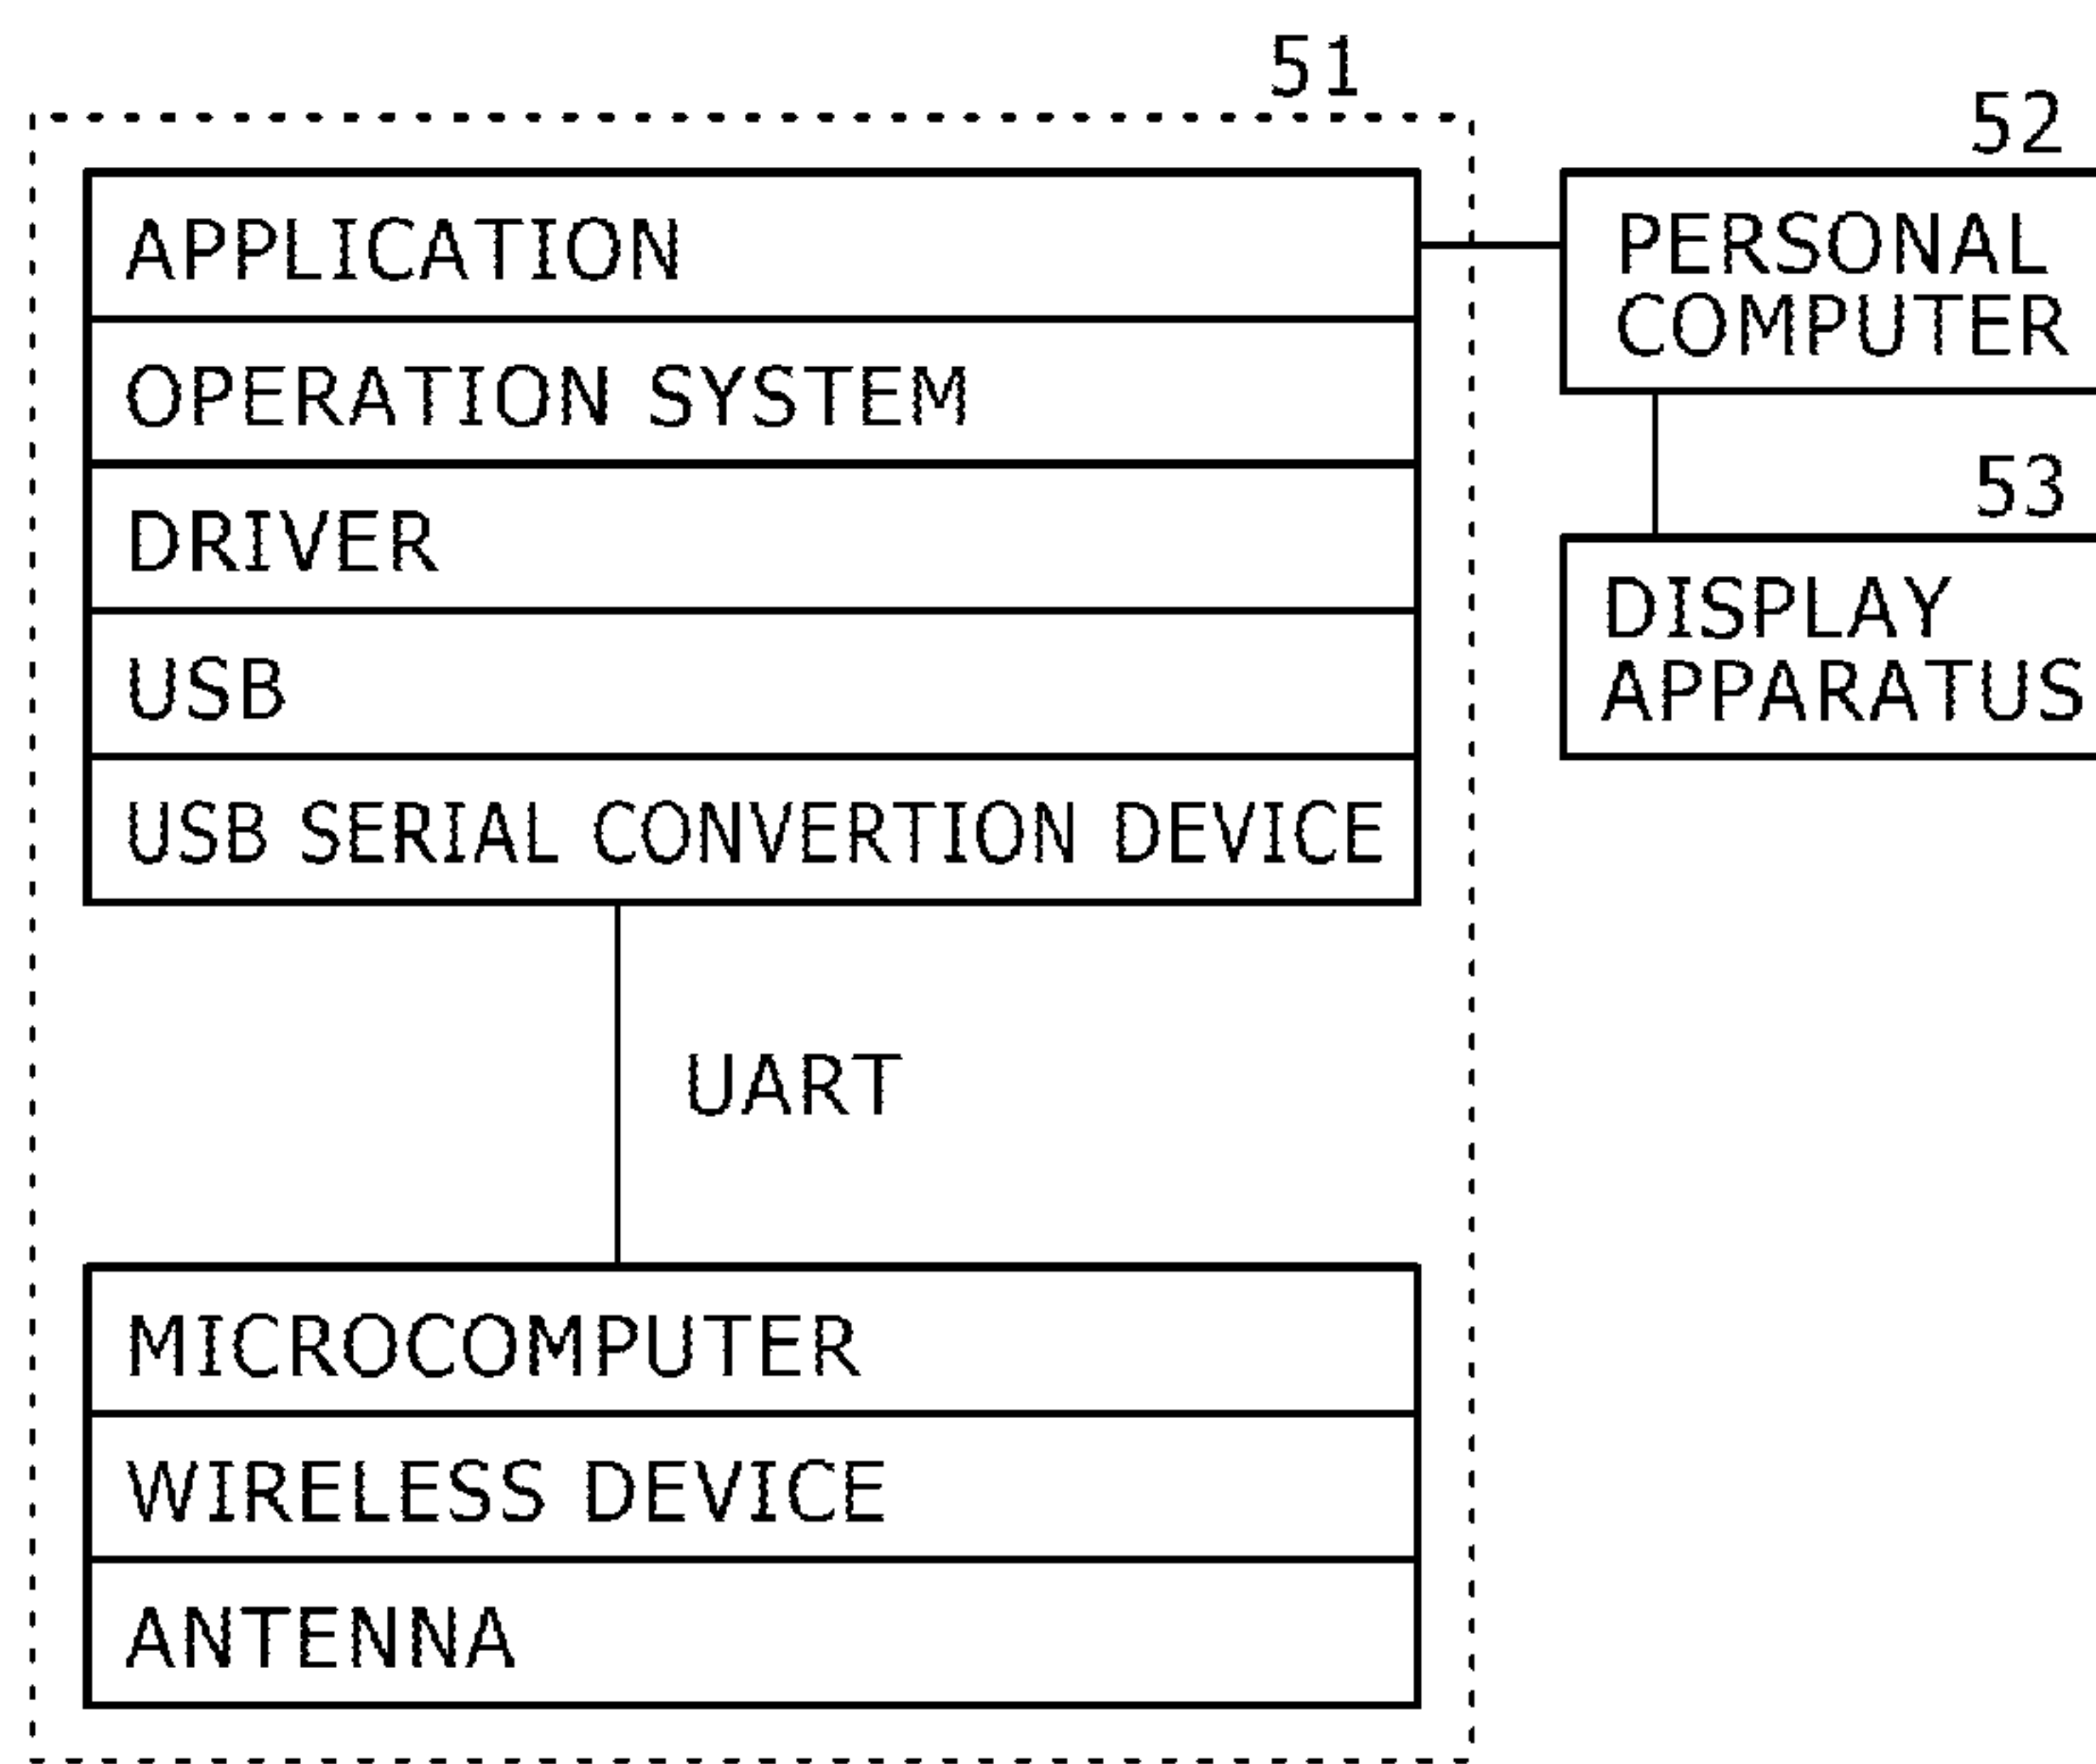 51
52
APPLICATION
OPERATION SYSTEM
DRIVER
USB
USB SERIAL CONVERTION DEVICE
UART
MICROCOMPUTER
WIRELESS DEVICE
ANTENNA
PERSONAL
COMPUTER
53
DISPLAY
APPARATUS